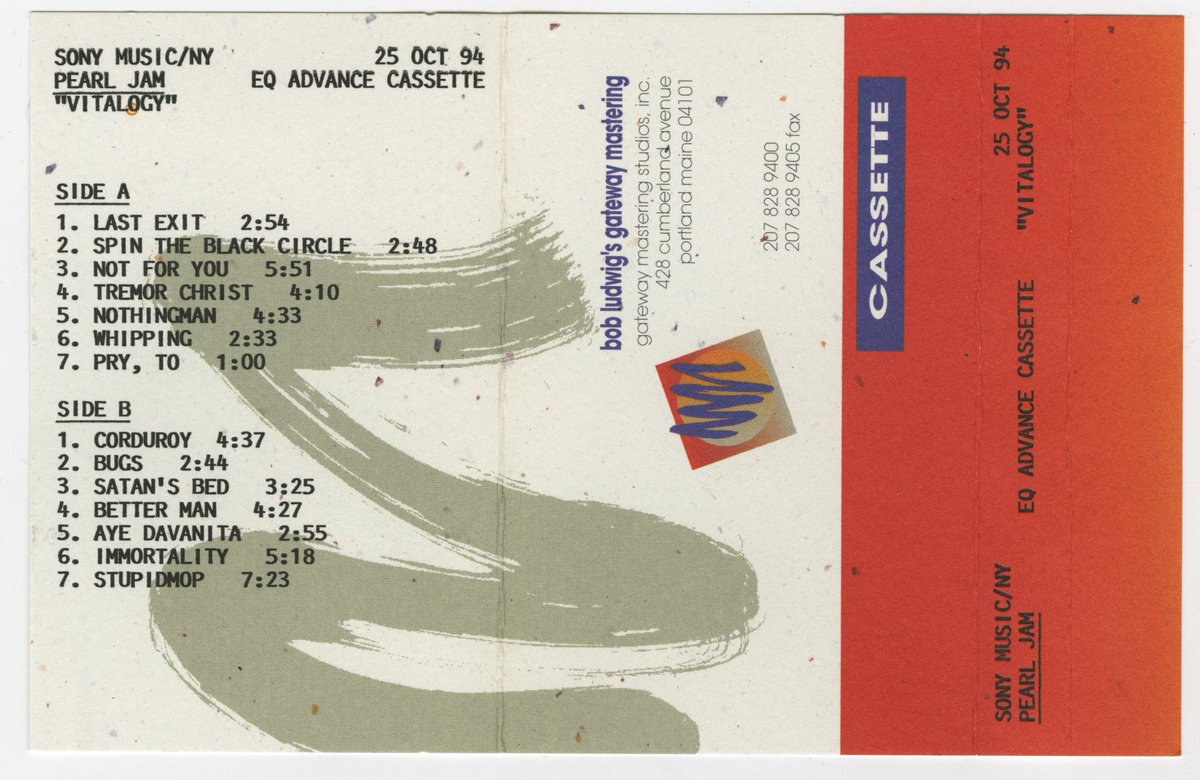 SONY MUSIC/NY 25 OCT 94
PEARL JAM EQ ADVANCE CASSETTE
"VITALOGY"
SIDE A
1. LAST EXIT 2:54
2. SPIN THE BLACK CIRCLE 2:48
3. NOT FOR YOU 5:51
4. TREMOR CHRIST 4:10
5. NOTHINGMAN 4:33
6. WHIPPING 2:33
7. PRY, TO 1:00
SIDE B
1. CORDUROY 4:37
2. BUGS 2:44
3. SATAN'S BED 3:25
4. BETTER MAN 4:27
5. AYE DAVANITA 2:55
6. IMMORTALITY 5:18
7. STUPIDMOP 7:23
bob ludwig's gateway mastering
gateway mastering studios, inc.
428 cumberland avenue
portland maine 04101
207 828 9400
207 828 9405 fax
CASSETTE
SONY MUSIC/NY EQ ADVANCE CASSETTE 25 OCT 94
PEARL JAM "VITALOGY"